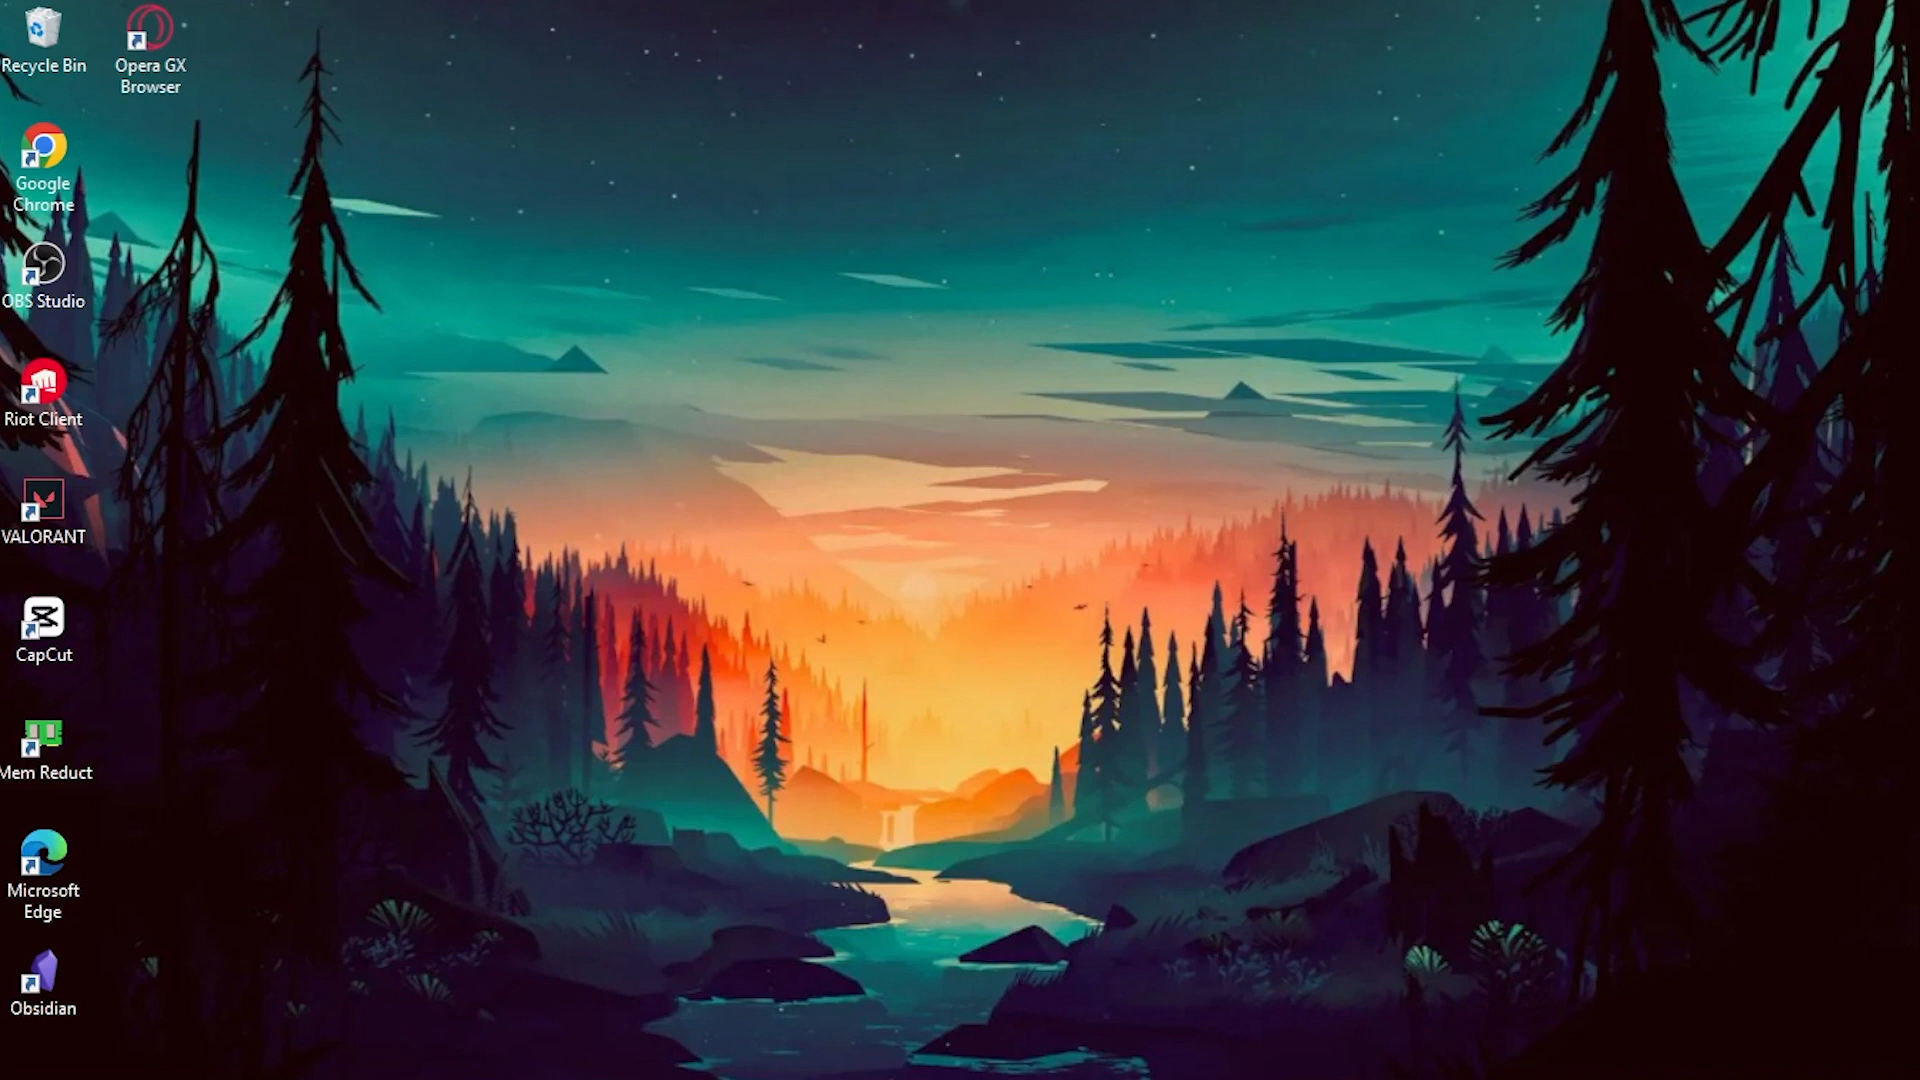 Recycle Bin
Opera GX
Browser
Google
Chrome
OBS Studio
Riot Client
VALORANT
CapCut
Mem Reduct
Microsoft
Edge
Obsidian